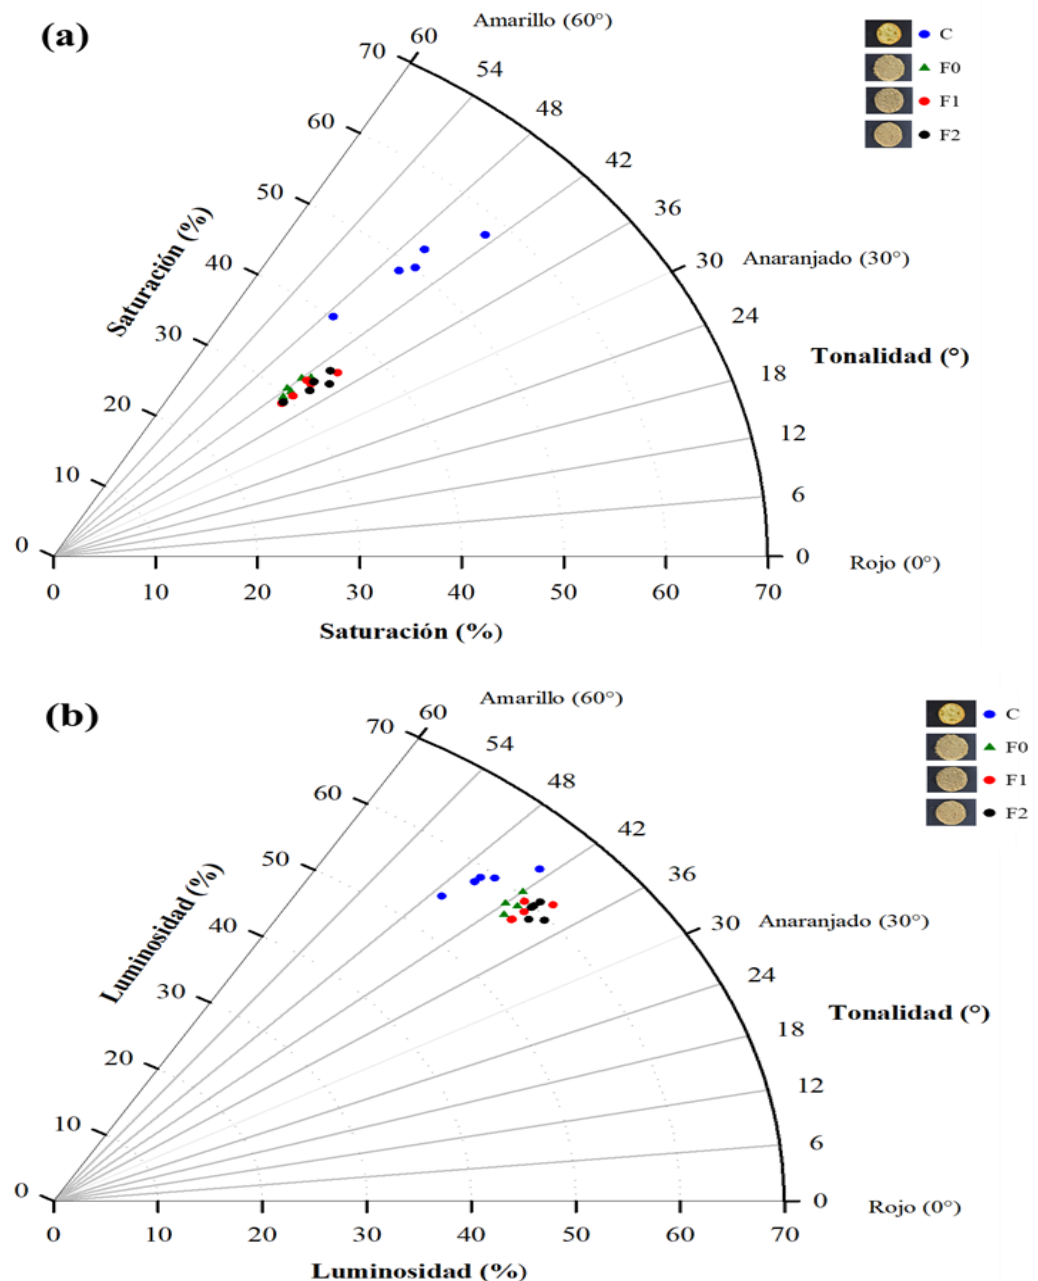 (a)
Amarillo (60°)
70
60
54
48
42
36
30
Anaranjado (30°)
24
18
12
6
0
Rojo (0°)
Tonalidad (°)
Saturación (%)
60
50
40
30
20
10
0
0 10 20 30 40 50 60 70
Saturación (%)
C
F0
F1
F2
(b)
Amarillo (60°)
70
60
54
48
42
36
30
Anaranjado (30°)
24
18
12
6
0
Rojo (0°)
Tonalidad (°)
Luminosidad (%)
60
50
40
30
20
10
0
0 10 20 30 40 50 60 70
Luminosidad (%)
C
F0
F1
F2